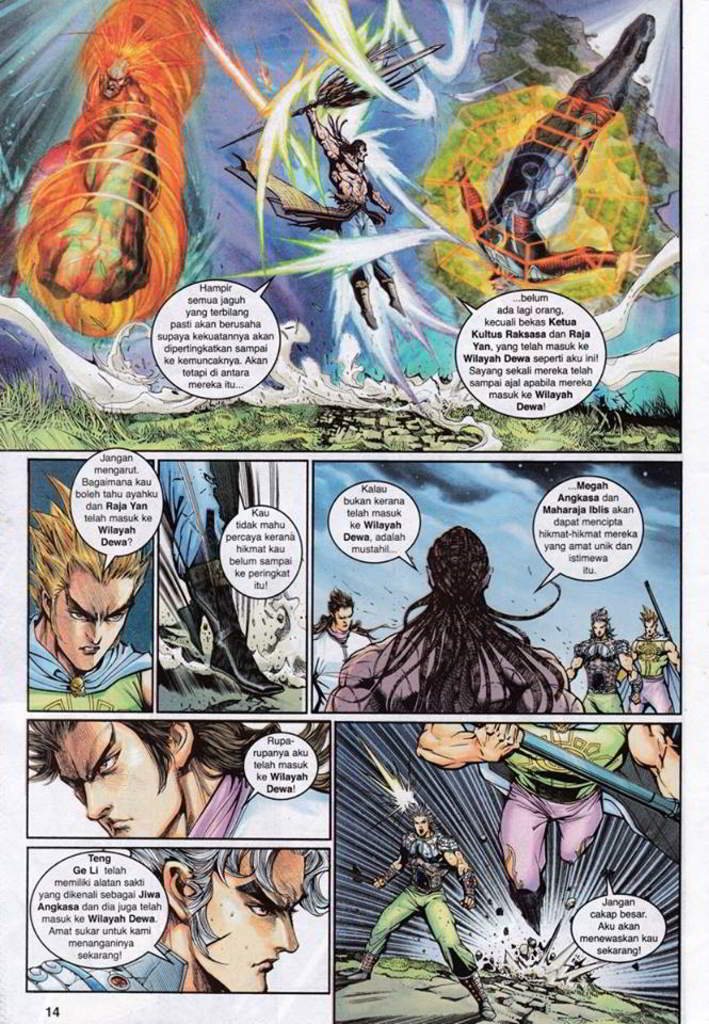 Hampir
semua jaguh
yang terbilang
pasti akan berusaha
supaya kekuatannya akan
dipertingkatkan sampai
ke kemuncaknya. Akan
tetapi di antara
mereka itu...
...belum
ada lagi orang,
kecuali bekas Ketua
Kultus Raksasa dan Raja
Yan, yang telah masuk ke
Wilayah Dewa seperti aku ini!
Sayang sekali mereka telah
sampai ajal apabila mereka
masuk ke Wilayah
Dewa!
Jangan
mengarut.
Bagaimana kau
boleh tahu ayahku
dan Raja Yan
telah masuk ke
Wilayah
Dewa?
Kau
tidak mahu
percaya kerana
hikmat kau
belum sampai
ke peringkat
itu!
Kalau
bukan kerana
telah masuk
ke Wilayah
Dewa, adalah
mustahil...
...Megah
Angkasa dan
Maharaja Iblis akan
dapat mencipta
hikmat-hikmat mereka
yang amat unik dan
istimewa
itu.
Rupa-
rupanya aku
telah masuk
ke Wilayah
Dewa!
Teng
Ge Li telah
memiliki alatan sakti
yang dikenali sebagai Jiwa
Angkasa dan dia juga telah
masuk ke Wilayah Dewa.
Amat sukar untuk kami
menanganinya
sekarang!
Jangan
cakap besar.
Aku akan
menewaskan kau
sekarang!
14